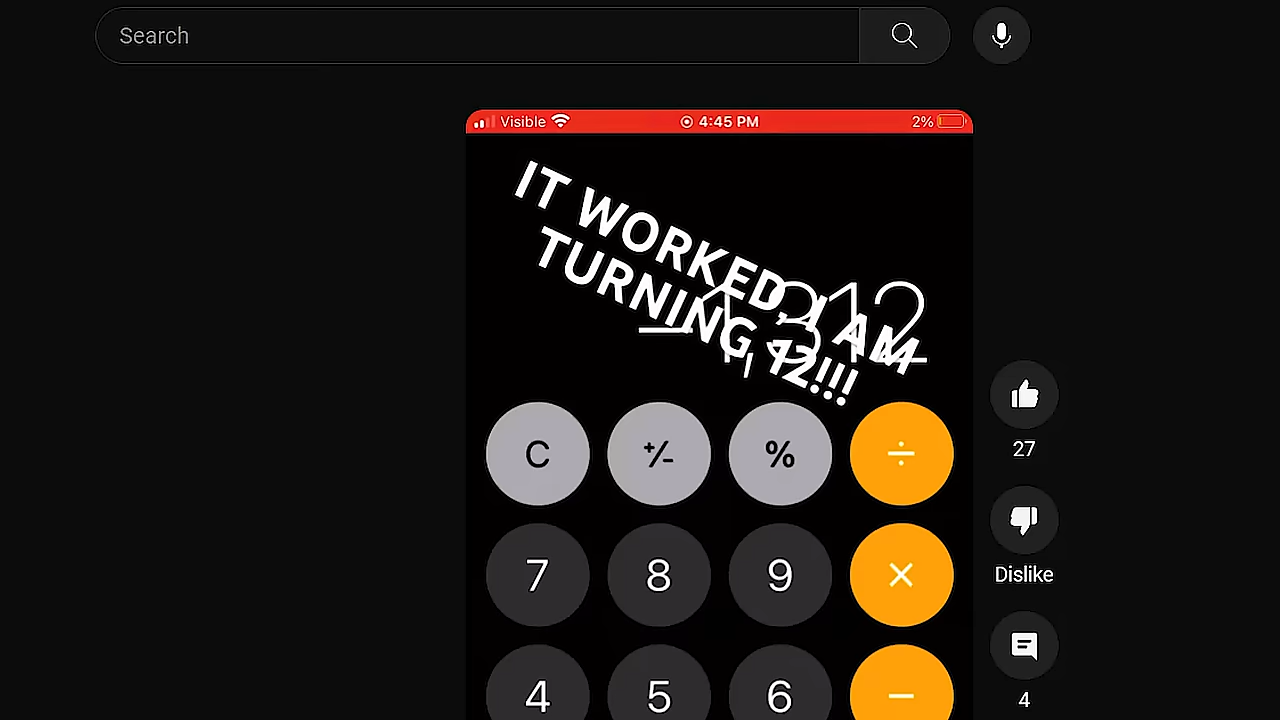 Search
Visible 4:45 PM 2%
IT WORKED, I AM
TURNING 12!!!
C +/- % ÷
7 8 9 ×
4 5 6 −
27
Dislike
4